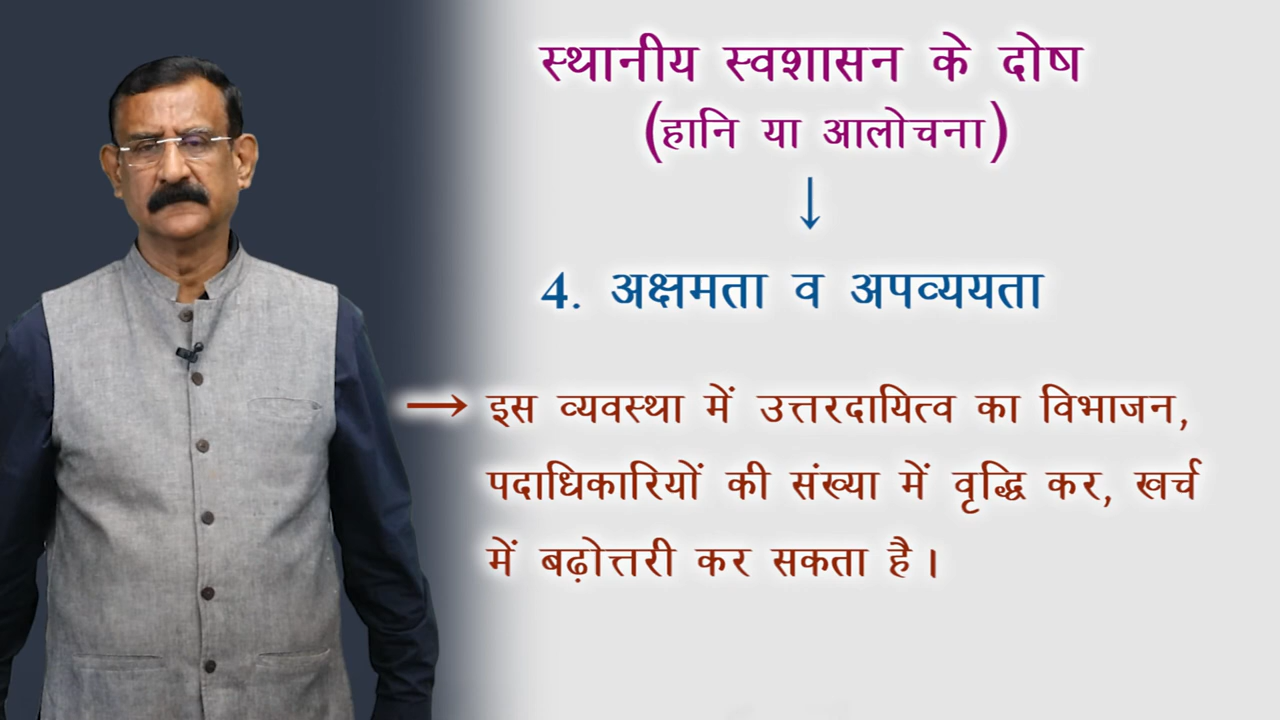 स्थानीय स्वशासन के दोष
(हानि या आलोचना)
↓
4. अक्षमता व अपव्ययता
→ इस व्यवस्था में उत्तरदायित्व का विभाजन,
पदाधिकारियों की संख्या में वृद्धि कर, खर्च
में बढ़ोत्तरी कर सकता है।